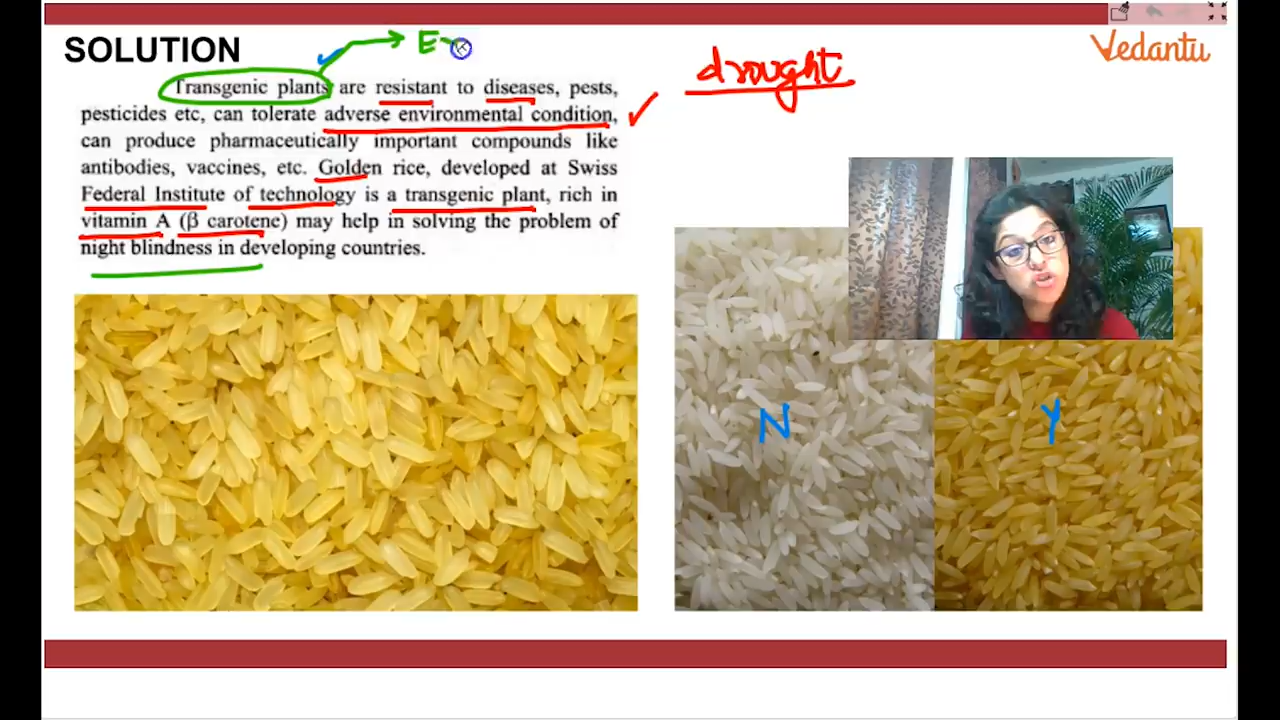 SOLUTION
E
drought
Vedantu
Transgenic plants are resistant to diseases, pests,
pesticides etc, can tolerate adverse environmental condition,
can produce pharmaceutically important compounds like
antibodies, vaccines, etc. Golden rice, developed at Swiss
Federal Institute of technology is a transgenic plant, rich in
vitamin A (β carotene) may help in solving the problem of
night blindness in developing countries.
N
Y